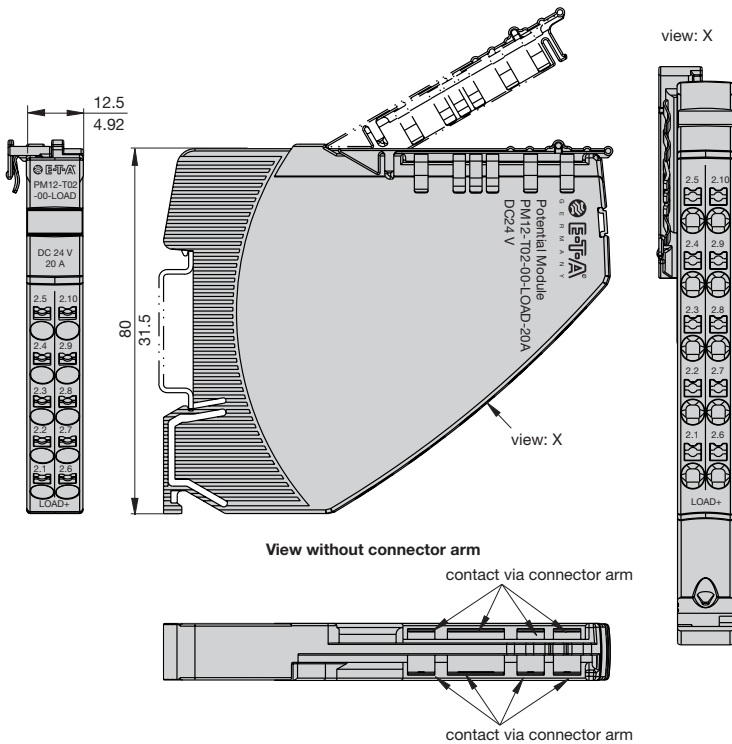 view: X
12.5
4.92
E-T-A
PM12-T02
-00-LOAD
DC 24 V
20 A
2.5 2.10
2.4 2.9
2.3 2.8
2.2 2.7
2.1 2.6
LOAD+
80
31.5
E-T-A®
GERMANY
Potential Module
PM12-T02-00-LOAD-20A
DC24 V
view: X
2.5 2.10
2.4 2.9
2.3 2.8
2.2 2.7
2.1 2.6
LOAD+
View without connector arm
contact via connector arm
contact via connector arm